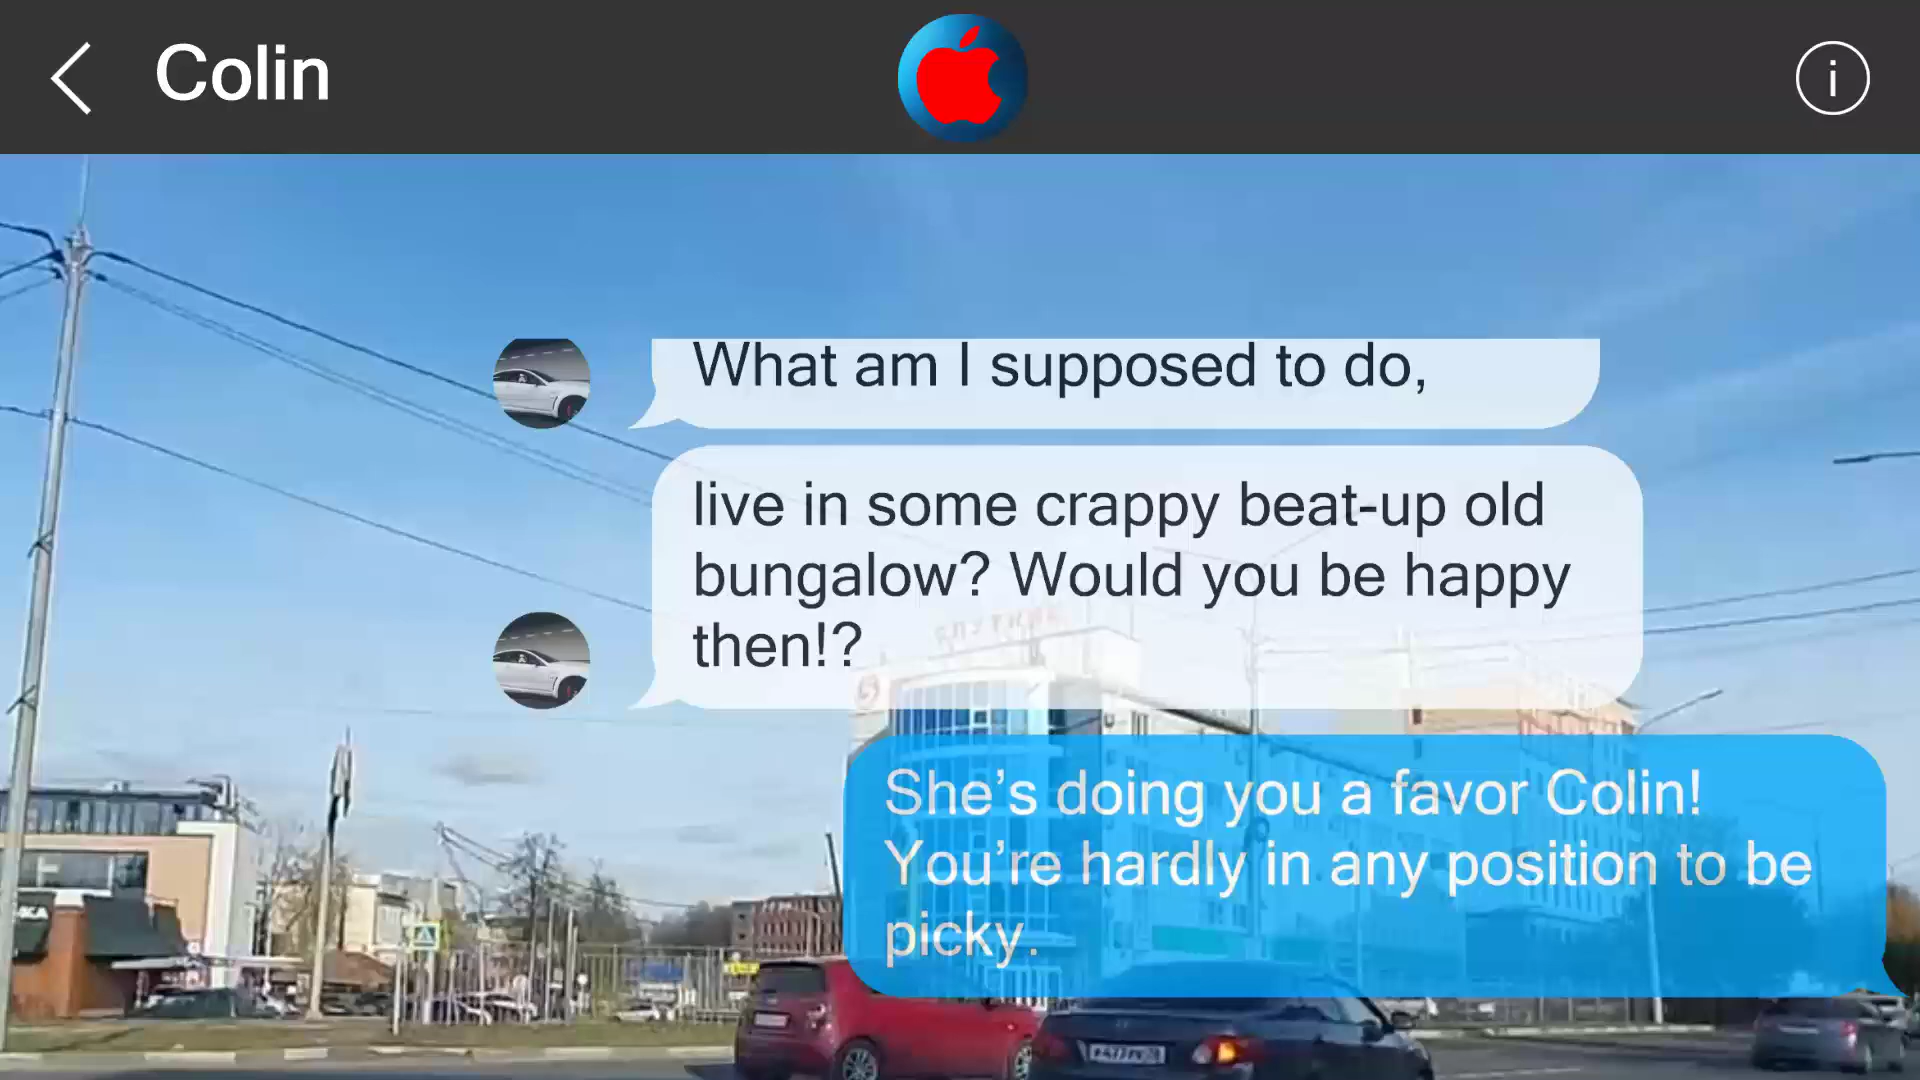 Colin
i
What am I supposed to do,
live in some crappy beat-up old
bungalow? Would you be happy
then!?
СПУТНИК
She’s doing you a favor Colin!
You’re hardly in any position to be
picky.